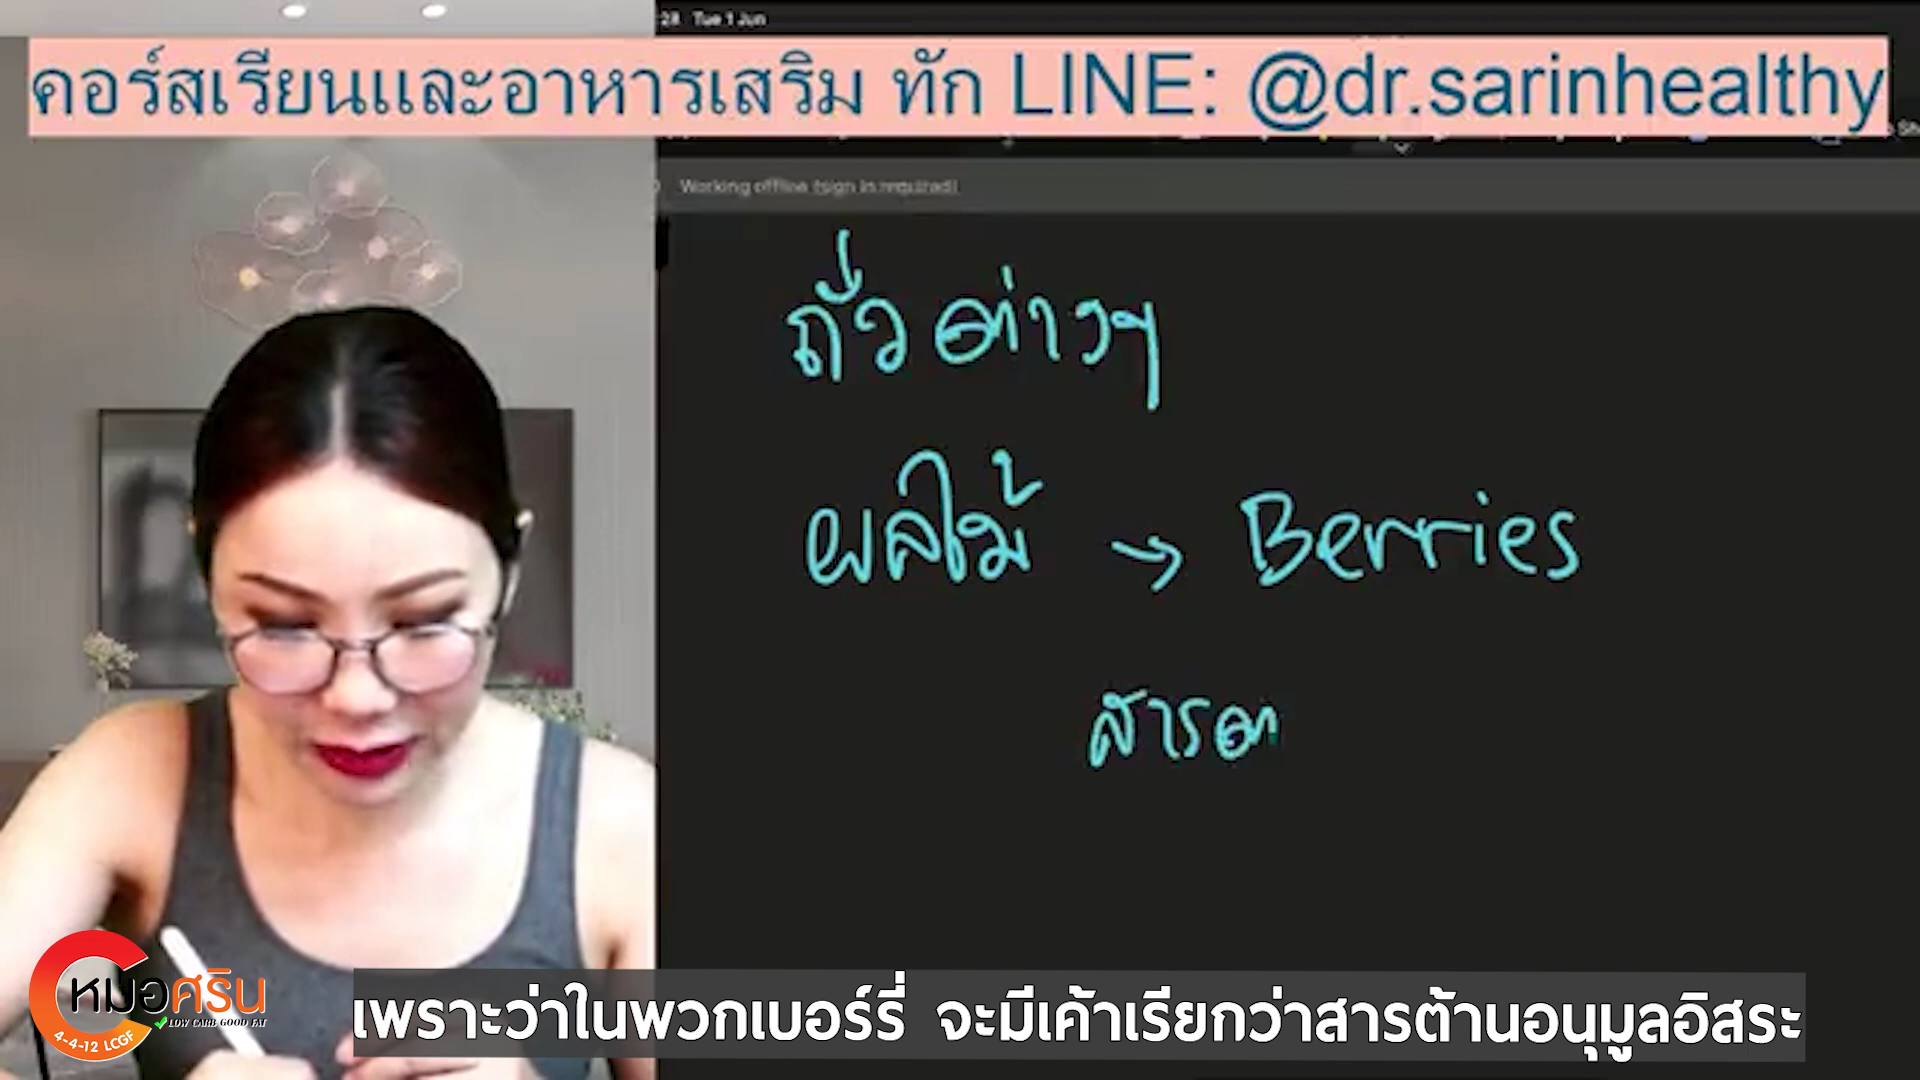 28 Tue 1 Jun
คอร์สเรียนและอาหารเสริม ทัก LINE: @dr.sarinhealthy
Working offline (sign in required)
ถั่วต่างๆ
ผลไม้ → Berries
สารต
หมอศริน
LOW CARB GOOD FAT
4-4-12 LCGF
เพราะว่าในพวกเบอร์รี่ จะมีเค้าเรียกว่าสารต้านอนุมูลอิสระ